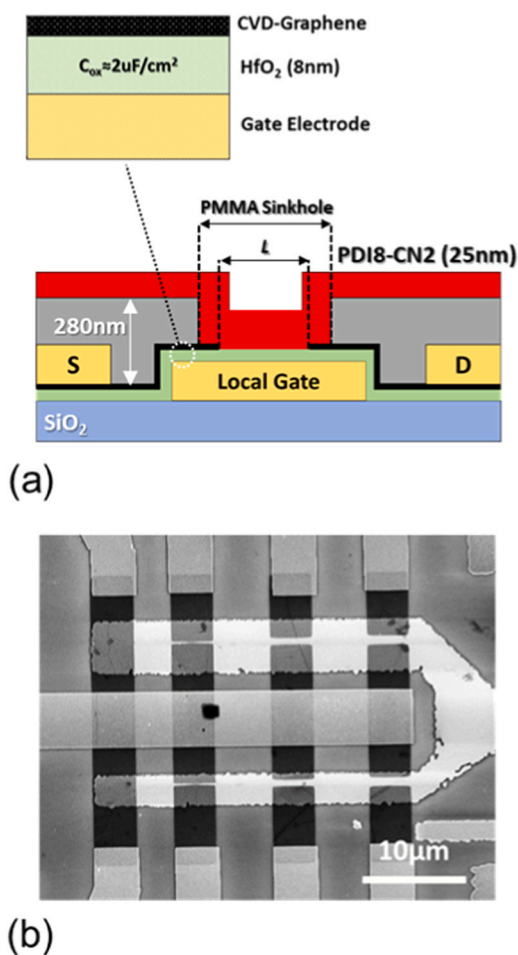 CVD-Graphene
Cₒₓ≈2uF/cm²
HfO₂ (8nm)
Gate Electrode
PMMA Sinkhole
L
PDI8-CN2 (25nm)
280nm
S
Local Gate
D
SiO₂
(a)
10μm
(b)